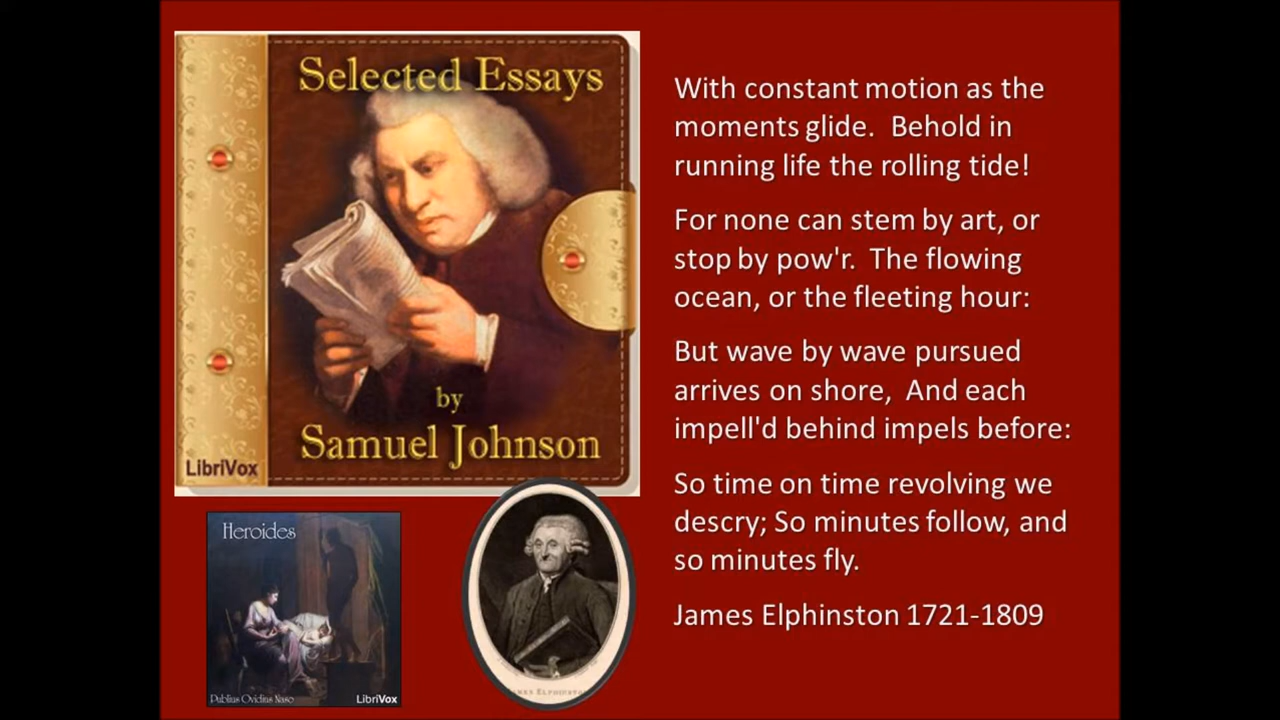 Selected Essays
by
Samuel Johnson
LibriVox
Heroides
Publius Ovidius Naso
LibriVox
JAMES ELPHINSTON
With constant motion as the
moments glide.  Behold in
running life the rolling tide!
For none can stem by art, or
stop by pow'r.  The flowing
ocean, or the fleeting hour:
But wave by wave pursued
arrives on shore,  And each
impell'd behind impels before:
So time on time revolving we
descry; So minutes follow, and
so minutes fly.
James Elphinston 1721-1809